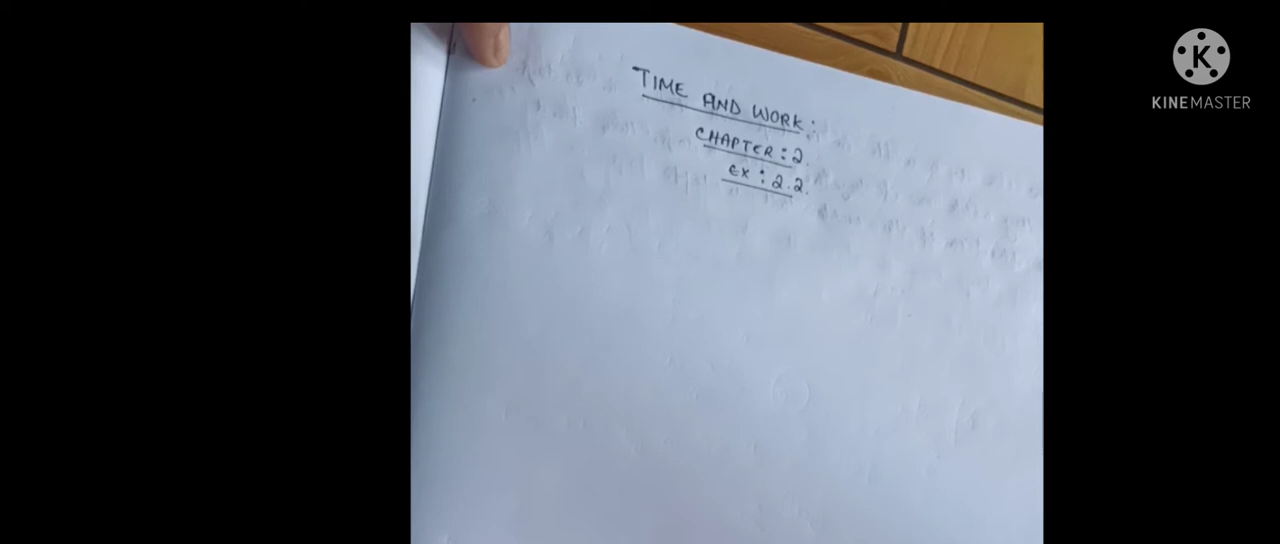 TIME AND WORK:
CHAPTER: 2.
EX: 2.2.
K
KINEMASTER